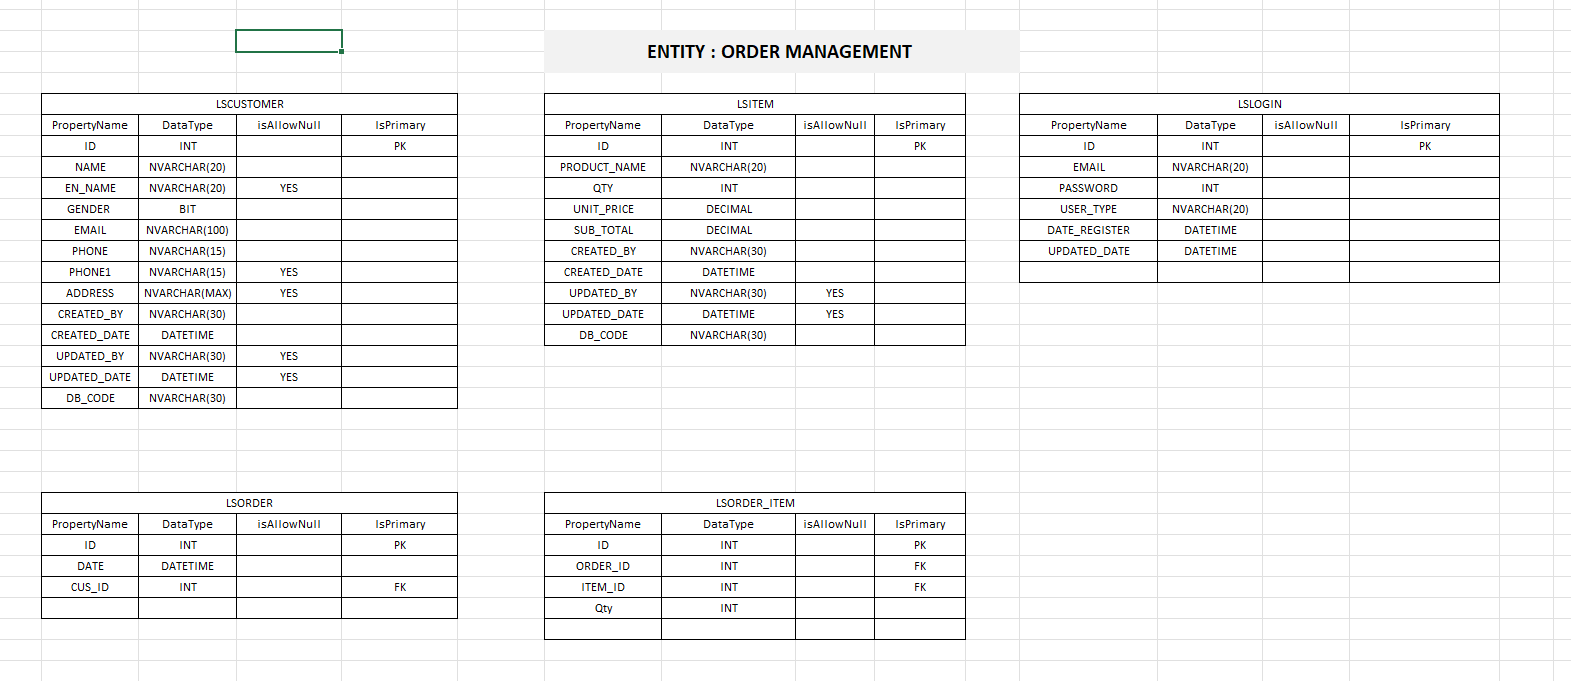 ENTITY : ORDER MANAGEMENT
LSCUSTOMER
PropertyName DataType isAllowNull IsPrimary
ID INT PK
NAME NVARCHAR(20)
EN_NAME NVARCHAR(20) YES
GENDER BIT
EMAIL NVARCHAR(100)
PHONE NVARCHAR(15)
PHONE1 NVARCHAR(15) YES
ADDRESS NVARCHAR(MAX) YES
CREATED_BY NVARCHAR(30)
CREATED_DATE DATETIME
UPDATED_BY NVARCHAR(30) YES
UPDATED_DATE DATETIME YES
DB_CODE NVARCHAR(30)
LSITEM
PropertyName DataType isAllowNull IsPrimary
ID INT PK
PRODUCT_NAME NVARCHAR(20)
QTY INT
UNIT_PRICE DECIMAL
SUB_TOTAL DECIMAL
CREATED_BY NVARCHAR(30)
CREATED_DATE DATETIME
UPDATED_BY NVARCHAR(30) YES
UPDATED_DATE DATETIME YES
DB_CODE NVARCHAR(30)
LSLOGIN
PropertyName DataType isAllowNull IsPrimary
ID INT PK
EMAIL NVARCHAR(20)
PASSWORD INT
USER_TYPE NVARCHAR(20)
DATE_REGISTER DATETIME
UPDATED_DATE DATETIME
LSORDER
PropertyName DataType isAllowNull IsPrimary
ID INT PK
DATE DATETIME
CUS_ID INT FK
LSORDER_ITEM
PropertyName DataType isAllowNull IsPrimary
ID INT PK
ORDER_ID INT FK
ITEM_ID INT FK
Qty INT